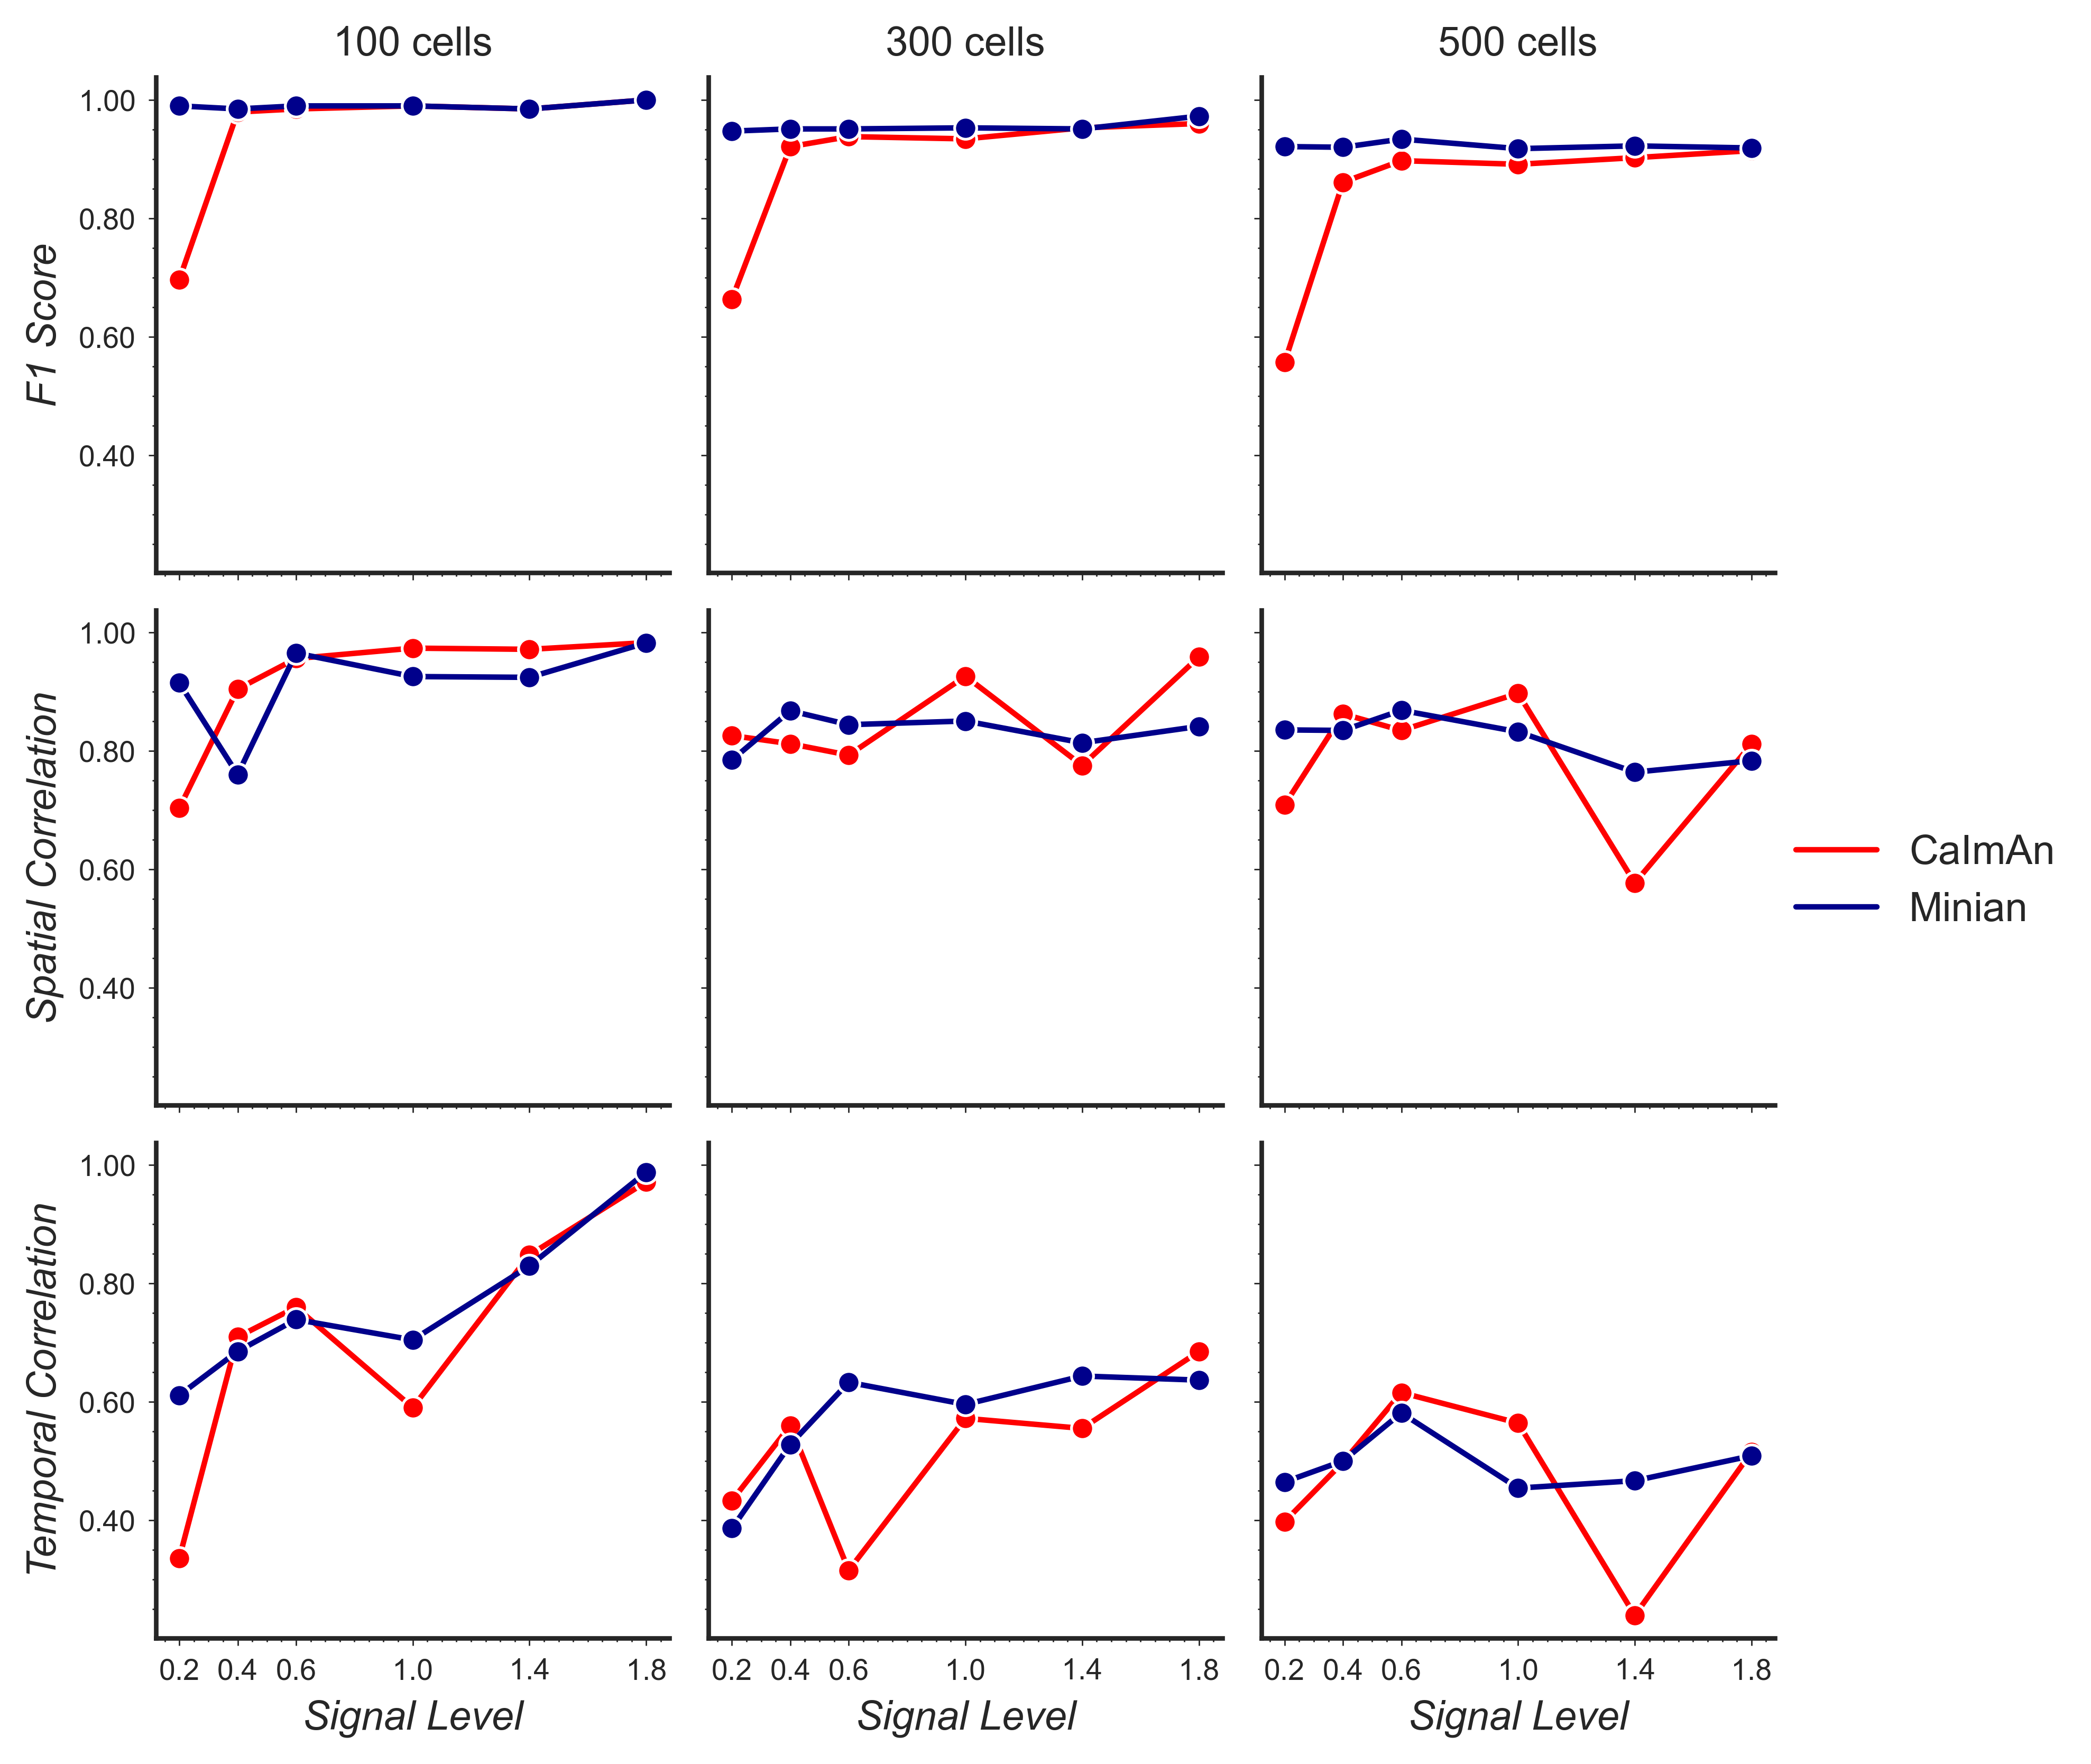 100 cells
300 cells
500 cells
F1 Score
1.00
0.80
0.60
0.40
Spatial Correlation
1.00
0.80
0.60
0.40
CaImAn
Minian
Temporal Correlation
1.00
0.80
0.60
0.40
0.2 0.4 0.6 1.0 1.4 1.8
0.2 0.4 0.6 1.0 1.4 1.8
0.2 0.4 0.6 1.0 1.4 1.8
Signal Level
Signal Level
Signal Level